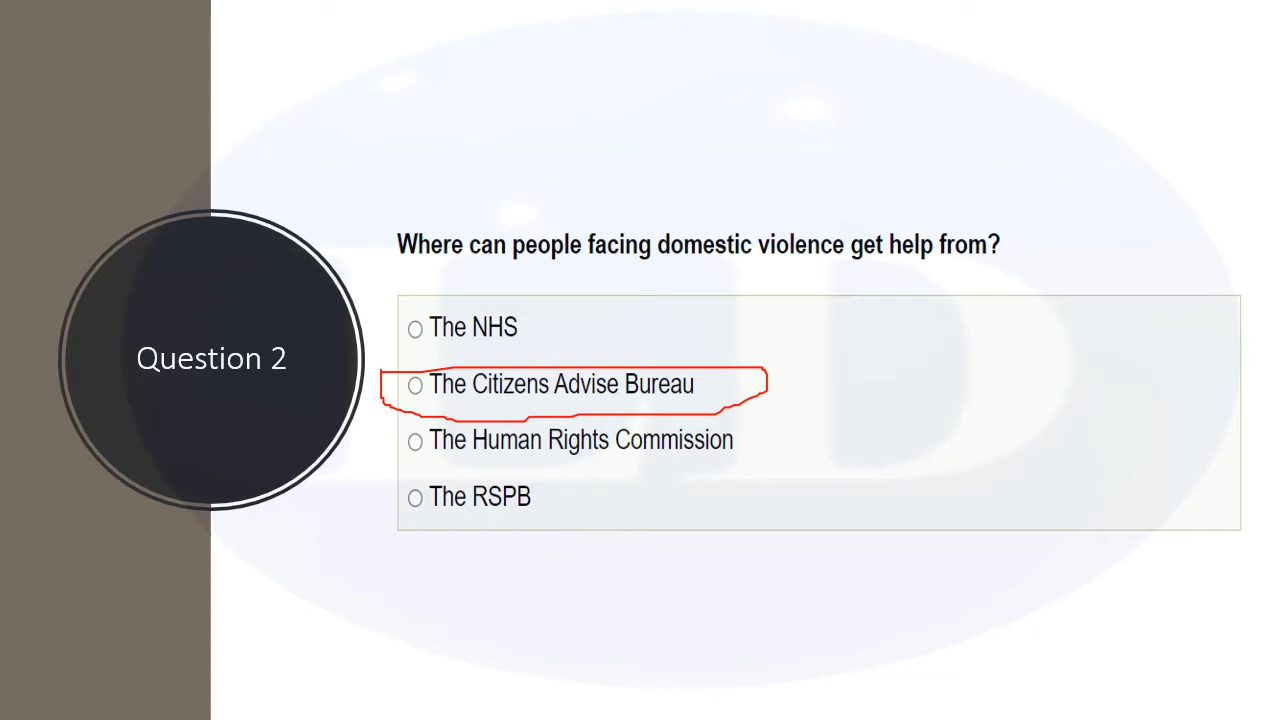 Question 2
Where can people facing domestic violence get help from?
The NHS
The Citizens Advise Bureau
The Human Rights Commission
The RSPB